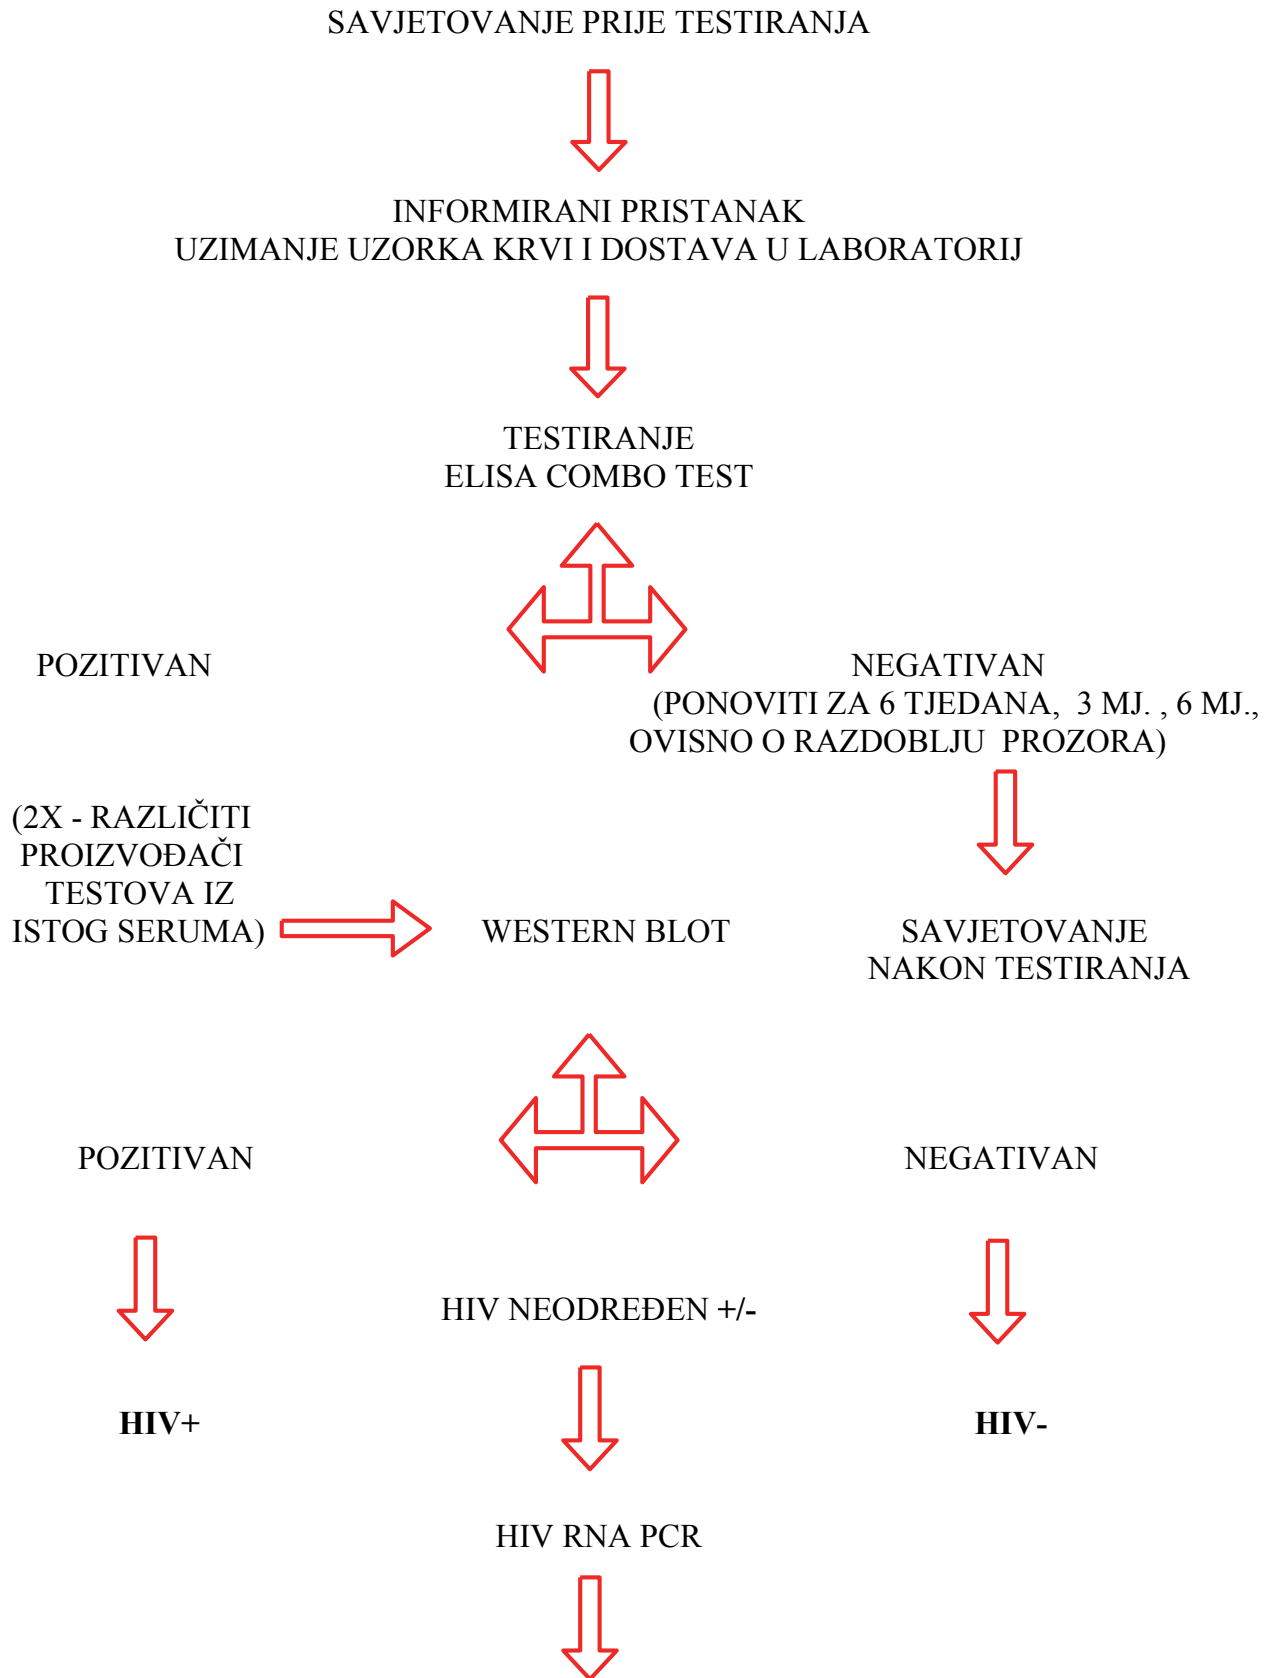 SAVJETOVANJE PRIJE TESTIRANJA
INFORMIRANI PRISTANAK
UZIMANJE UZORKA KRVI I DOSTAVA U LABORATORIJ
TESTIRANJE
ELISA COMBO TEST
POZITIVAN
NEGATIVAN
(PONOVITI ZA 6 TJEDANA, 3 MJ. , 6 MJ.,
OVISNO O RAZDOBLJU PROZORA)
(2X - RAZLIČITI
PROIZVOĐAČI
TESTOVA IZ
ISTOG SERUMA)
WESTERN BLOT
SAVJETOVANJE
NAKON TESTIRANJA
POZITIVAN
NEGATIVAN
HIV NEODREĐEN +/-
HIV+
HIV-
HIV RNA PCR